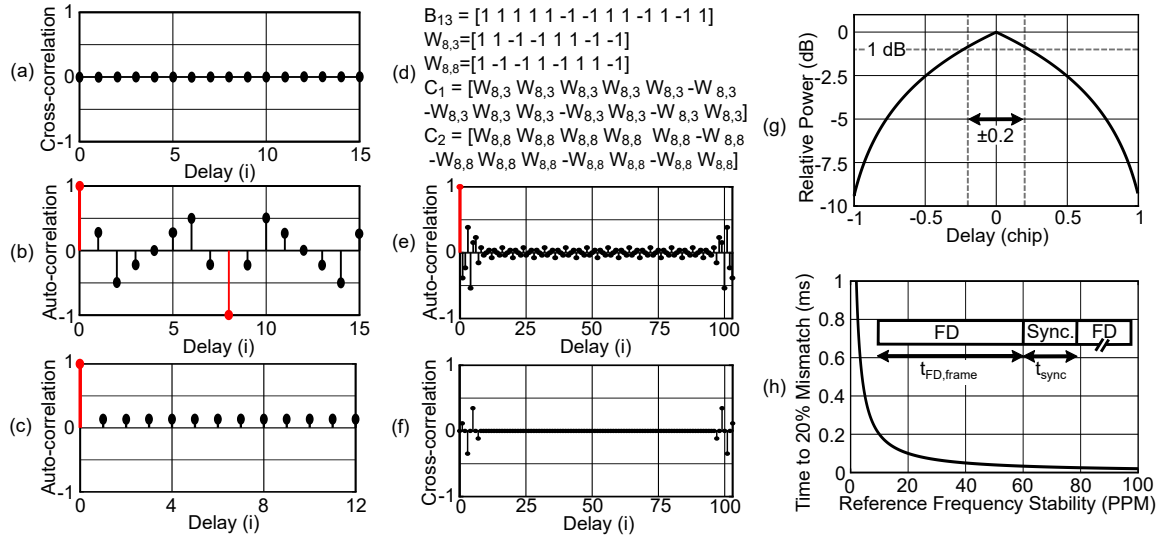 (a)
Cross-correlation
1
0
-1
0 5 10 15
Delay (i)
(b)
Auto-correlation
1
0
-1
0 5 10 15
Delay (i)
(c)
Auto-correlation
1
0
-1
0 4 6 8 12
Delay (i)
(d)
B13 = [1 1 1 1 1 -1 -1 1 1 -1 1 -1 1]
W8,3=[1 1 -1 -1 1 1 -1 -1]
W8,8=[1 -1 -1 1 -1 1 1 -1]
C1 = [W8,3 W8,3 W8,3 W8,3 W8,3 -W 8,3
-W8,3 W8,3 W8,3 -W8,3 W8,3 -W8,3 W8,3]
C2 = [W8,8 W8,8 W8,8 W8,8 W8,8 -W8,8
-W8,8 W8,8 W8,8 -W8,8 W8,8 -W8,8 W8,8]
(e)
Auto-correlation
1
0
-1
0 25 50 75 100
Delay (i)
(f)
Cross-correlation
1
0
-1
0 25 50 75 100
Delay (i)
(g)
Relative Power (dB)
0
-2.5
-5
-7.5
-10
1 dB
±0.2
-1 -0.5 0 0.5 1
Delay (chip)
(h)
Time to 20% Mismatch (ms)
1
0.8
0.6
0.4
0.2
0
FD Sync. FD
tFD,frame tsync
0 20 40 60 80 100
Reference Frequency Stability (PPM)